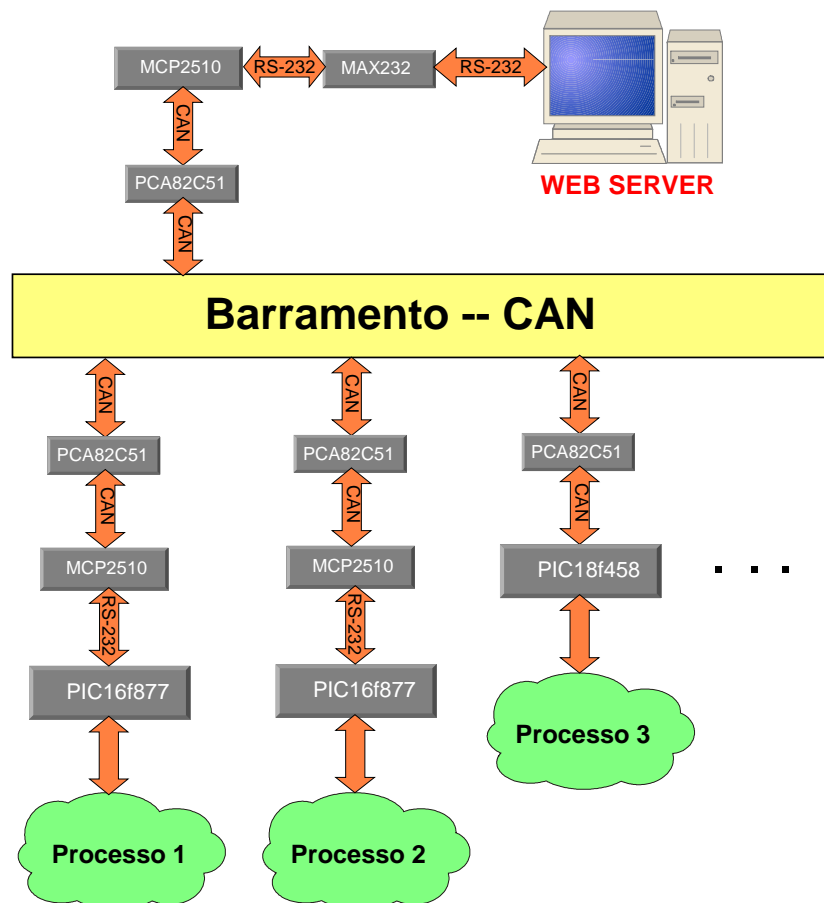 MCP2510
RS-232
MAX232
RS-232
CAN
PCA82C51
WEB SERVER
CAN
Barramento -- CAN
CAN
CAN
CAN
PCA82C51
PCA82C51
PCA82C51
CAN
CAN
CAN
MCP2510
MCP2510
PIC18f458
. . .
RS-232
RS-232
PIC16f877
PIC16f877
Processo 3
Processo 1
Processo 2